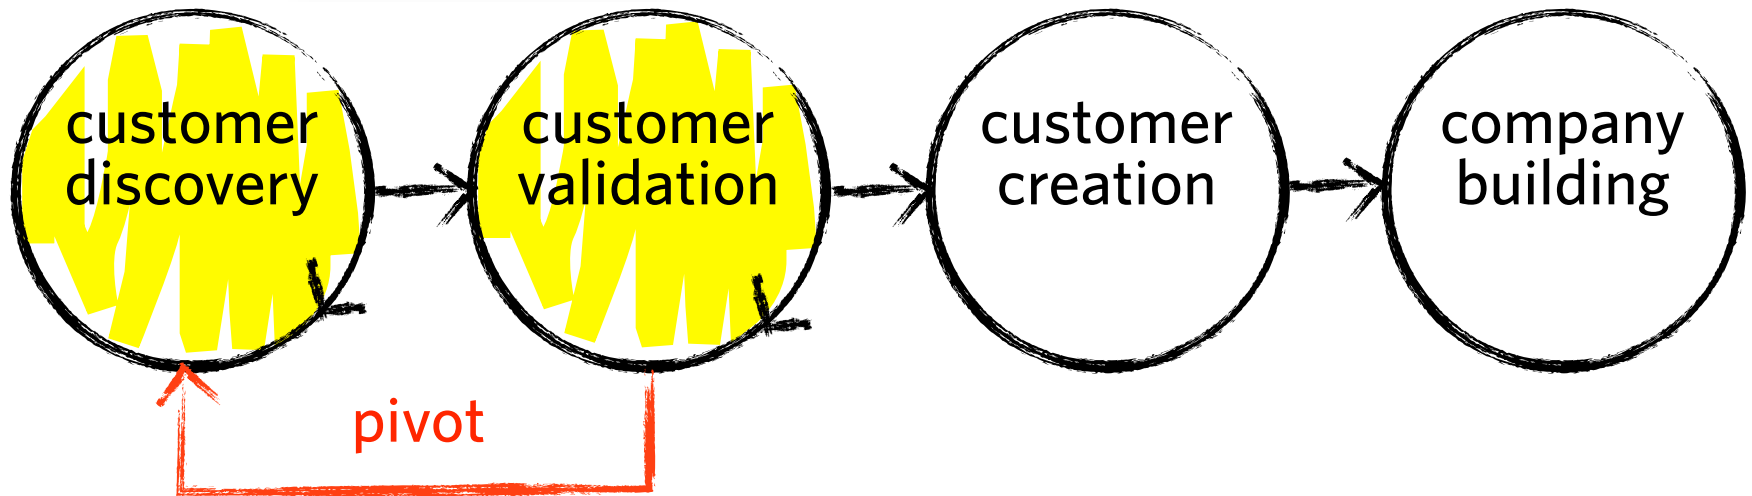 customer
discovery
customer
validation
customer
creation
company
building
pivot